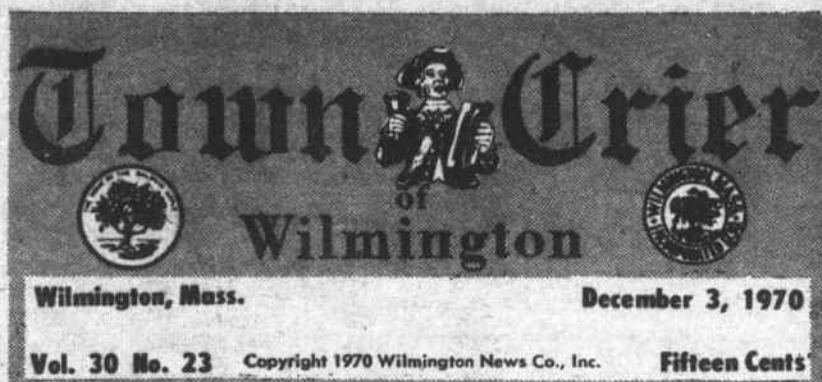 Town Crier
of
Wilmington
Wilmington, Mass.
December 3, 1970
Vol. 30 No. 23
Copyright 1970 Wilmington News Co., Inc.
Fifteen Cents